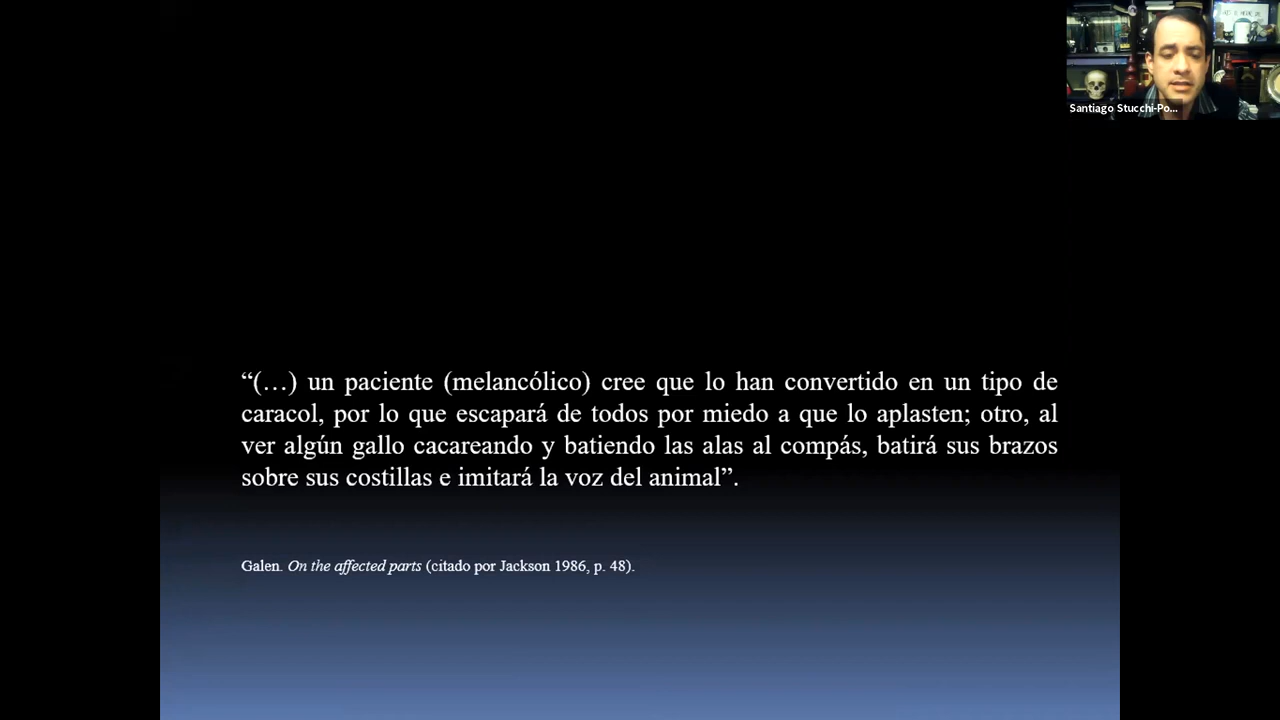 Santiago Stucchi-Po...
“(…) un paciente (melancólico) cree que lo han convertido en un tipo de
caracol, por lo que escapará de todos por miedo a que lo aplasten; otro, al
ver algún gallo cacareando y batiendo las alas al compás, batirá sus brazos
sobre sus costillas e imitará la voz del animal”.
Galen. On the affected parts (citado por Jackson 1986, p. 48).